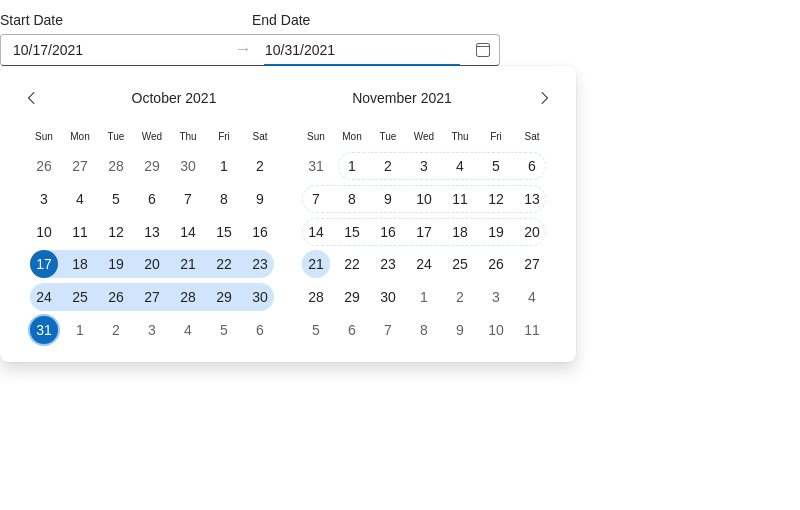 Start Date End Date
10/17/2021 → 10/31/2021
October 2021 November 2021
Sun Mon Tue Wed Thu Fri Sat Sun Mon Tue Wed Thu Fri Sat
26 27 28 29 30 1 2 31 1 2 3 4 5 6
3 4 5 6 7 8 9 7 8 9 10 11 12 13
10 11 12 13 14 15 16 14 15 16 17 18 19 20
17 18 19 20 21 22 23 21 22 23 24 25 26 27
24 25 26 27 28 29 30 28 29 30 1 2 3 4
31 1 2 3 4 5 6 5 6 7 8 9 10 11